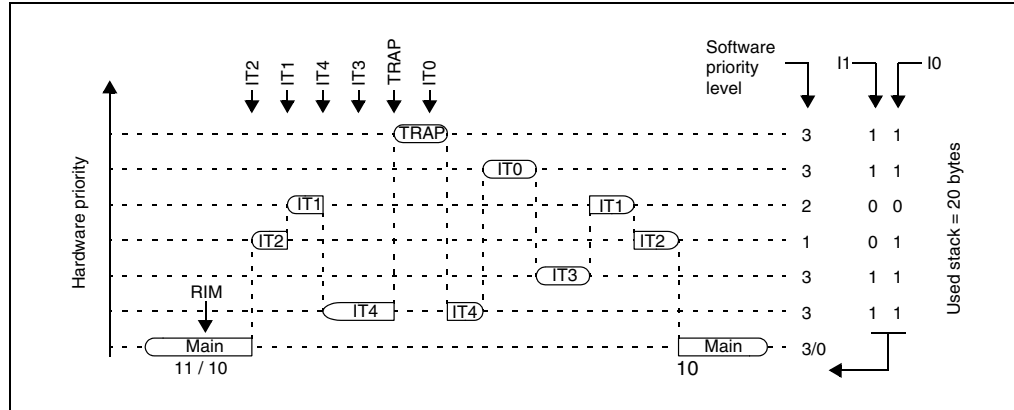 IT2
IT1
IT4
IT3
TRAP
IT0
Software
priority
level
I1
I0
Hardware priority
TRAP
3
1 1
IT0
3
1 1
IT1
IT1
2
0 0
IT2
IT2
1
0 1
IT3
3
1 1
RIM
IT4
IT4
3
1 1
Main
Main
3/0
11 / 10
10
Used stack = 20 bytes